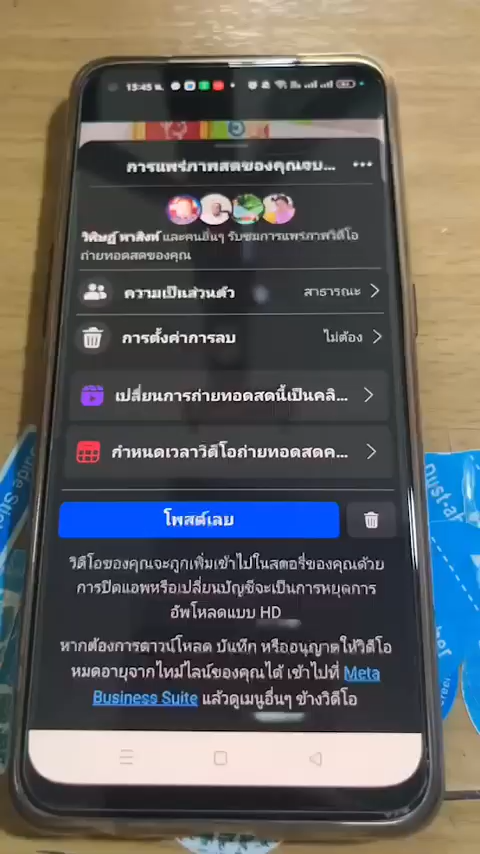 15:45 น.
การแพร่ภาพสดของคุณจบ...
วิศิษฎ์ หาสิงห์ และคนอื่นๆ รับชมการแพร่ภาพวิดีโอ
ถ่ายทอดสดของคุณ
ความเป็นส่วนตัว สาธารณะ
การตั้งค่าการลบ ไม่ต้อง
เปลี่ยนการถ่ายทอดสดนี้เป็นคลิ...
กำหนดเวลาวิดีโอถ่ายทอดสดค...
โพสต์เลย
วิดีโอของคุณจะถูกเพิ่มเข้าไปในสตอรี่ของคุณด้วย
การปิดแอพหรือเปลี่ยนบัญชีจะเป็นการหยุดการ
อัพโหลดแบบ HD
หากต้องการดาวน์โหลด บันทึก หรืออนุญาตให้วิดีโอ
หมดอายุจากไทม์ไลน์ของคุณได้ เข้าไปที่ Meta
Business Suite แล้วดูเมนูอื่นๆ ข้างวิดีโอ